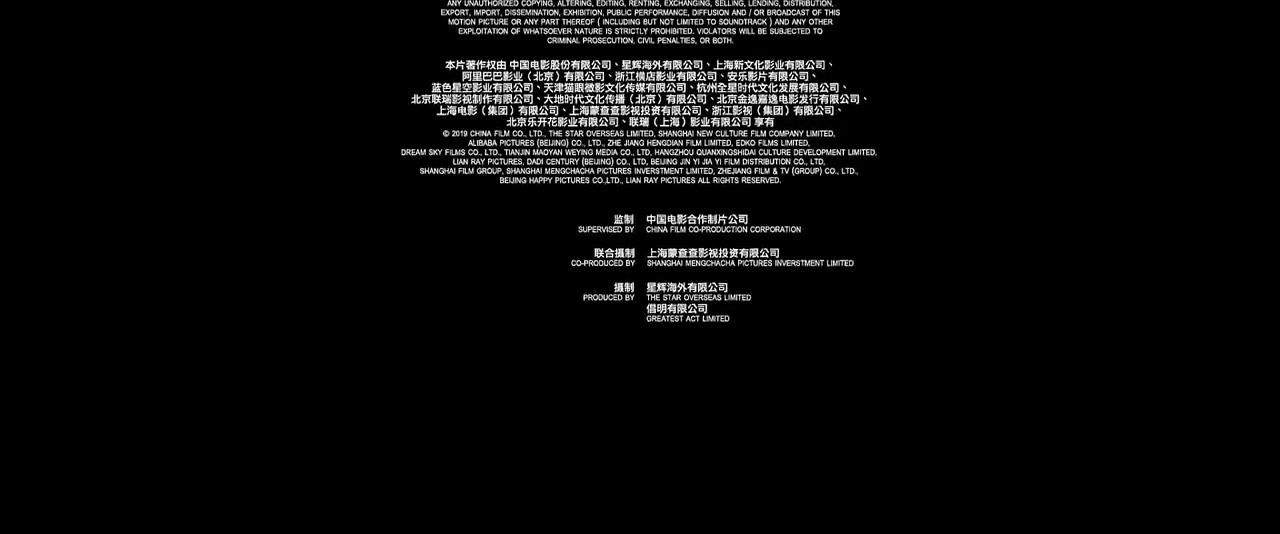 ANY UNAUTHORIZED COPYING, ALTERING, EDITING, RENTING, EXCHANGING, SELLING, LENDING, DISTRIBUTION,
EXPORT, IMPORT, DISSEMINATION, EXHIBITION, PUBLIC PERFORMANCE, DIFFUSION AND / OR BROADCAST OF THIS
MOTION PICTURE OR ANY PART THEREOF ( INCLUDING BUT NOT LIMITED TO SOUNDTRACK ) AND ANY OTHER
EXPLOITATION OF WHATSOEVER NATURE IS STRICTLY PROHIBITED. VIOLATORS WILL BE SUBJECTED TO
CRIMINAL PROSECUTION, CIVIL PENALTIES, OR BOTH.
本片著作权由 中国电影股份有限公司、星辉海外有限公司、上海新文化影业有限公司、
阿里巴巴影业（北京）有限公司、浙江横店影业有限公司、安乐影片有限公司、
蓝色星空影业有限公司、天津猫眼微影文化传媒有限公司、杭州全星时代文化发展有限公司、
北京联瑞影视制作有限公司、大地时代文化传播（北京）有限公司、北京金逸嘉逸电影发行有限公司、
上海电影（集团）有限公司、上海蒙查查影视投资有限公司、浙江影视（集团）有限公司、
北京乐开花影业有限公司、联瑞（上海）影业有限公司 享有
© 2019 CHINA FILM CO., LTD., THE STAR OVERSEAS LIMITED, SHANGHAI NEW CULTURE FILM COMPANY LIMITED,
ALIBABA PICTURES (BEIJING) CO., LTD., ZHE JIANG HENGDIAN FILM LIMITED, EDKO FILMS LIMITED,
DREAM SKY FILMS CO., LTD., TIANJIN MAOYAN WEYING MEDIA CO., LTD, HANGZHOU QUANXINGSHIDAI CULTURE DEVELOPMENT LIMITED,
LIAN RAY PICTURES, DADI CENTURY (BEIJING) CO., LTD, BEIJING JIN YI JIA YI FILM DISTRIBUTION CO., LTD,
SHANGHAI FILM GROUP, SHANGHAI MENGCHACHA PICTURES INVERSTMENT LIMITED, ZHEJIANG FILM & TV (GROUP) CO., LTD.,
BEIJING HAPPY PICTURES CO.,LTD., LIAN RAY PICTURES ALL RIGHTS RESERVED.
监制 中国电影合作制片公司
SUPERVISED BY CHINA FILM CO-PRODUCTION CORPORATION
联合摄制 上海蒙查查影视投资有限公司
CO-PRODUCED BY SHANGHAI MENGCHACHA PICTURES INVERSTMENT LIMITED
摄制 星辉海外有限公司
PRODUCED BY THE STAR OVERSEAS LIMITED
倡明有限公司
GREATEST ACT LIMITED